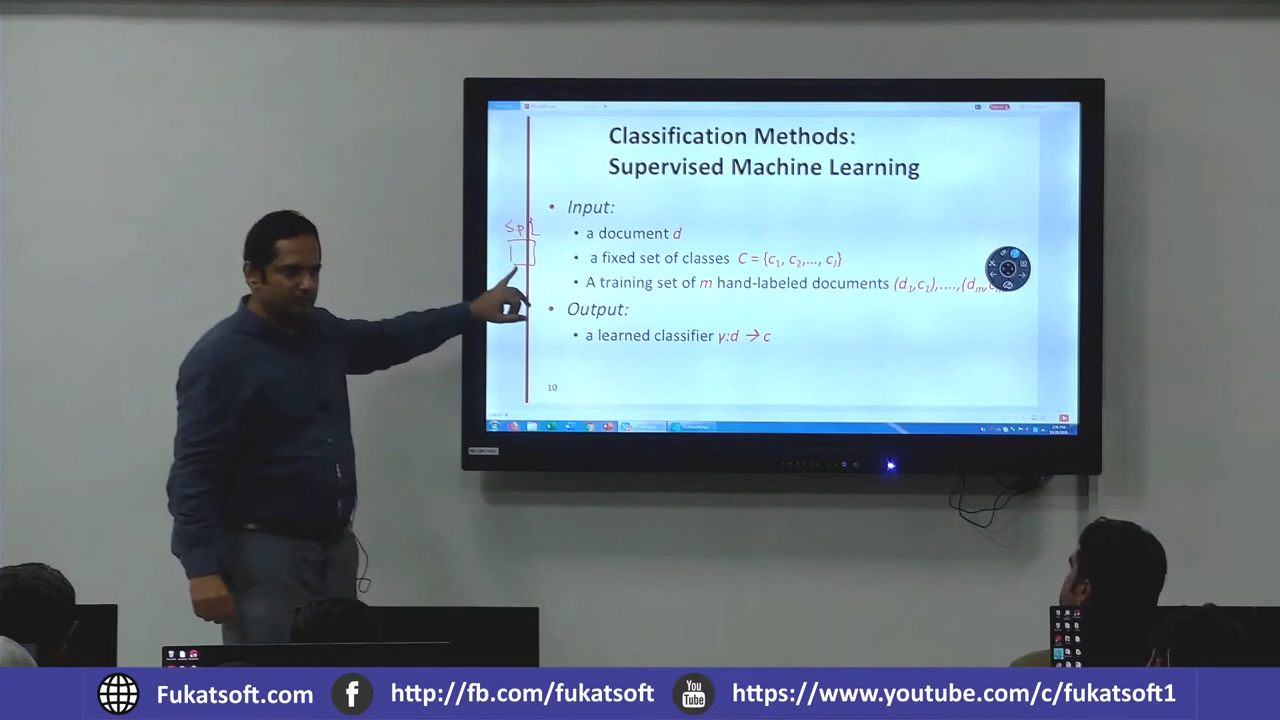 Classification Methods:
Supervised Machine Learning
• Input:
• a document d
• a fixed set of classes C = {c1, c2,..., cJ}
• A training set of m hand-labeled documents (d1,c1),....,(dm,c
• Output:
• a learned classifier γ:d → c
10
Fukatsoft.com
f http://fb.com/fukatsoft
You Tube https://www.youtube.com/c/fukatsoft1